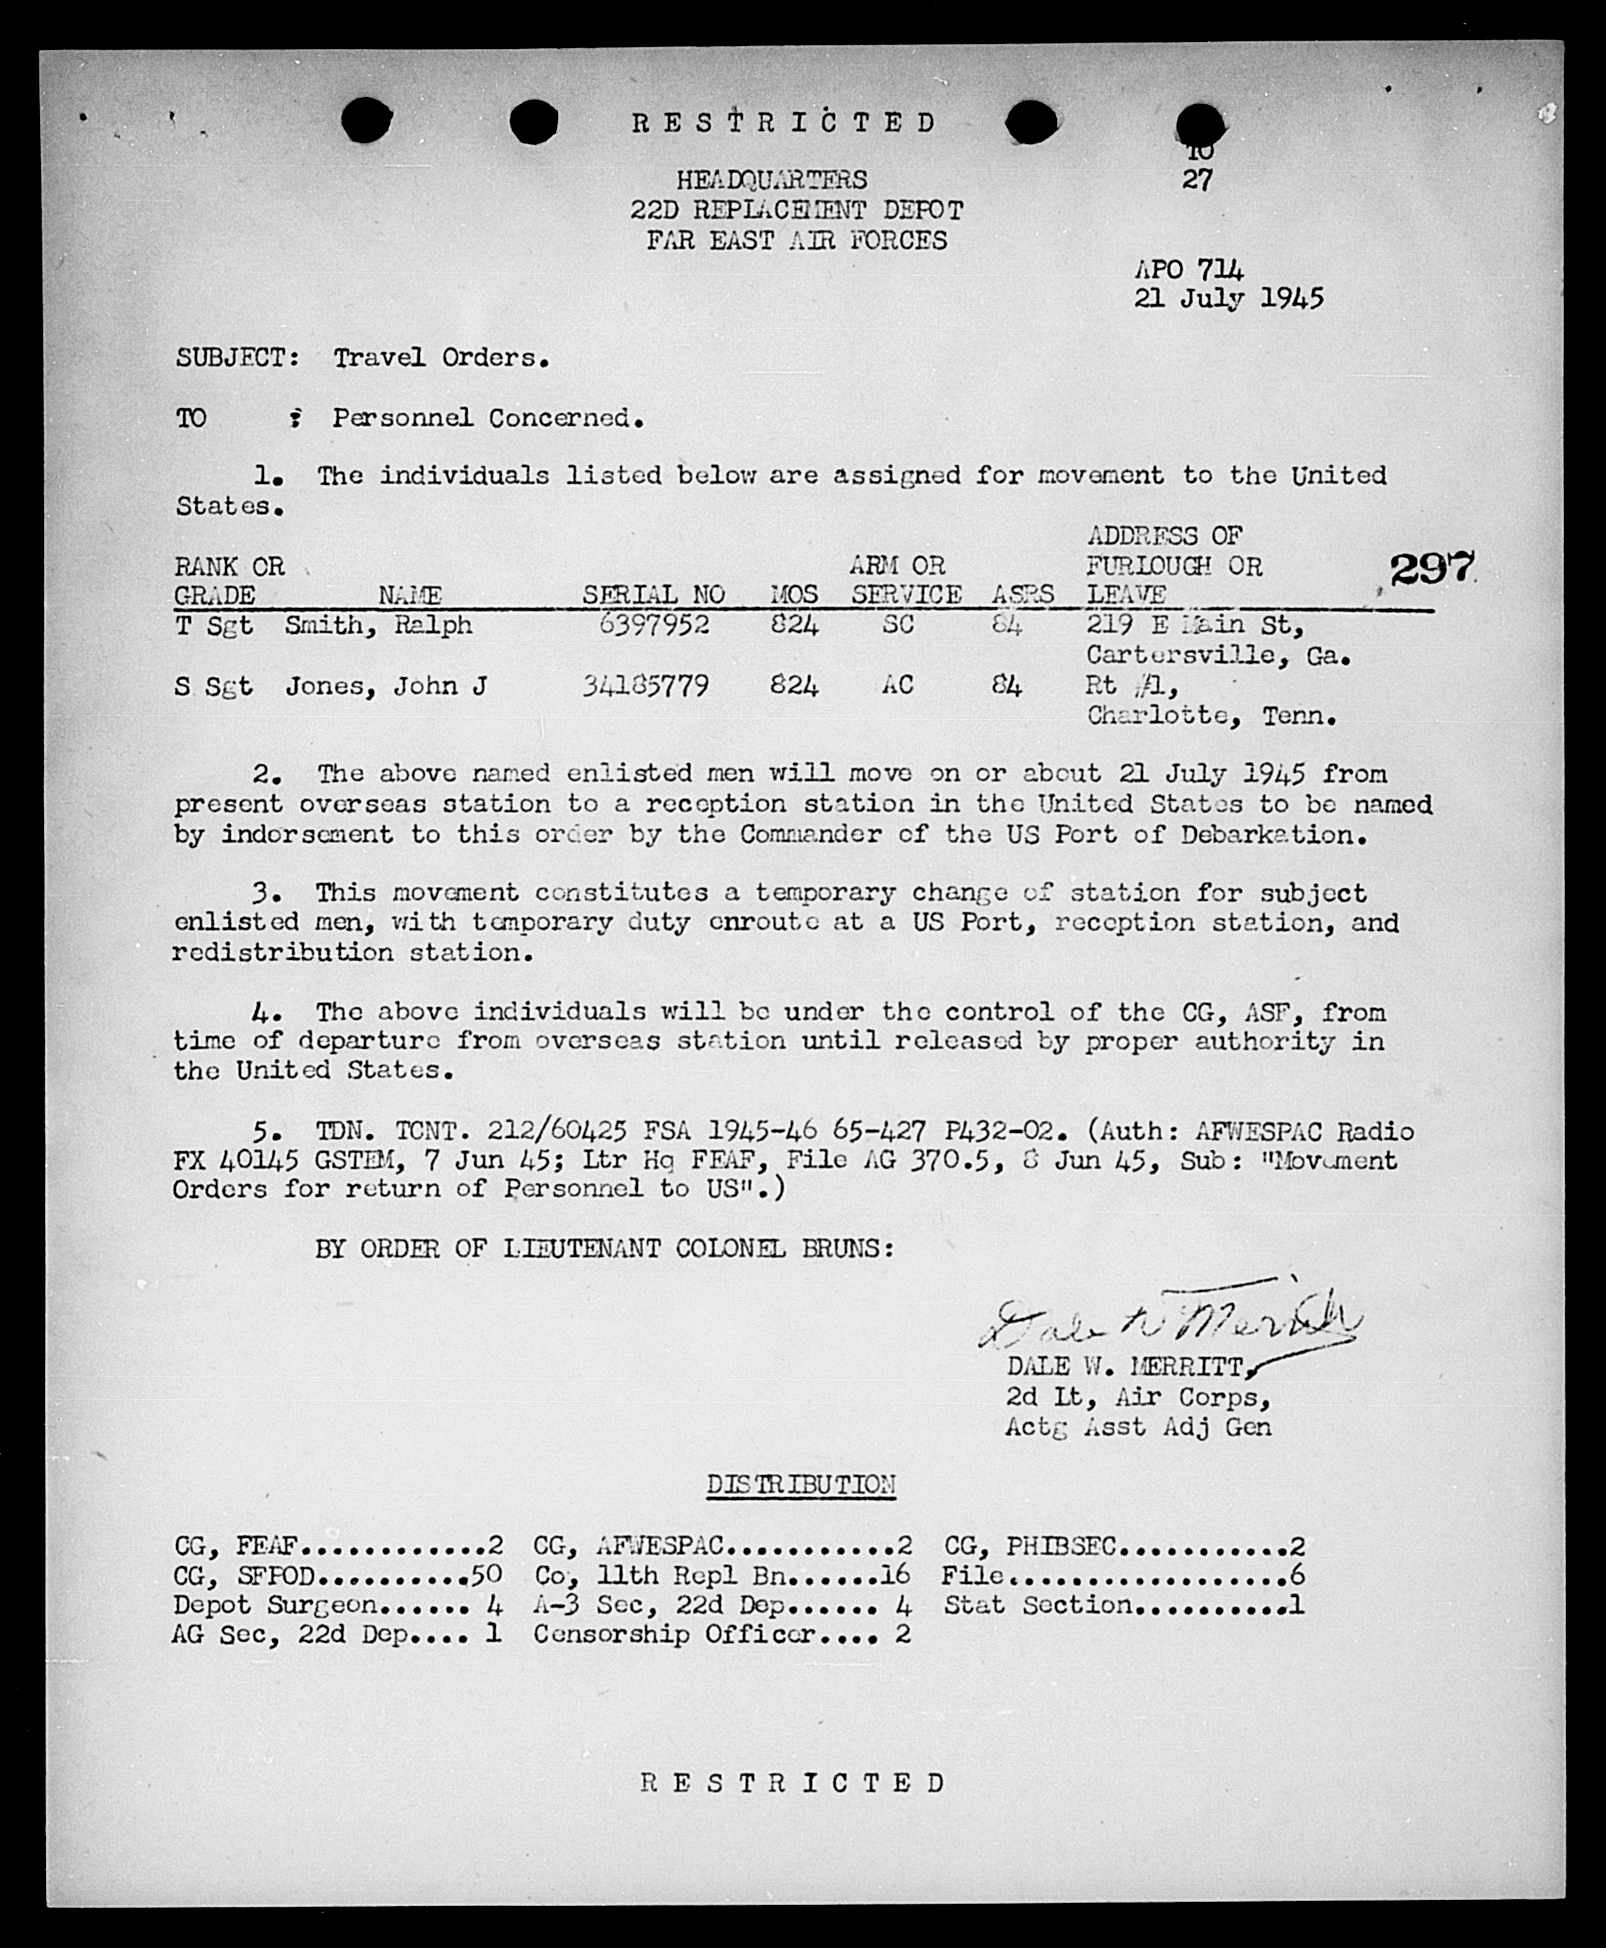 R E S T R I C T E D
TO
27
HEADQUARTERS
22D REPLACEMENT DEPOT
FAR EAST AIR FORCES
APO 714
21 July 1945
SUBJECT: Travel Orders.
TO : Personnel Concerned.
1. The individuals listed below are assigned for movement to the United
States.
ADDRESS OF
RANK OR ARM OR FURLOUGH OR 297
GRADE NAME SERIAL NO MOS SERVICE ASRS LEAVE
T Sgt Smith, Ralph 6397952 824 SC 84 219 E Main St,
Cartersville, Ga.
S Sgt Jones, John J 34185779 824 AC 84 Rt #1,
Charlotte, Tenn.
2. The above named enlisted men will move on or about 21 July 1945 from
present overseas station to a reception station in the United States to be named
by indorsement to this order by the Commander of the US Port of Debarkation.
3. This movement constitutes a temporary change of station for subject
enlisted men, with temporary duty enroute at a US Port, reception station, and
redistribution station.
4. The above individuals will be under the control of the CG, ASF, from
time of departure from overseas station until released by proper authority in
the United States.
5. TDN. TCNT. 212/60425 FSA 1945-46 65-427 P432-02. (Auth: AFWESPAC Radio
FX 40145 GSTEM, 7 Jun 45; Ltr Hq FEAF, File AG 370.5, 8 Jun 45, Sub: "Movement
Orders for return of Personnel to US".)
BY ORDER OF LIEUTENANT COLONEL BRUNS:
Dale W Merritt
DALE W. MERRITT,
2d Lt, Air Corps,
Actg Asst Adj Gen
DISTRIBUTION
CG, FEAF............2 CG, AFWESPAC...........2 CG, PHIBSEC...........2
CG, SFPOD..........50 Co, 11th Repl Bn......16 File..................6
Depot Surgeon...... 4 A-3 Sec, 22d Dep...... 4 Stat Section..........1
AG Sec, 22d Dep.... 1 Censorship Officer.... 2
R E S T R I C T E D